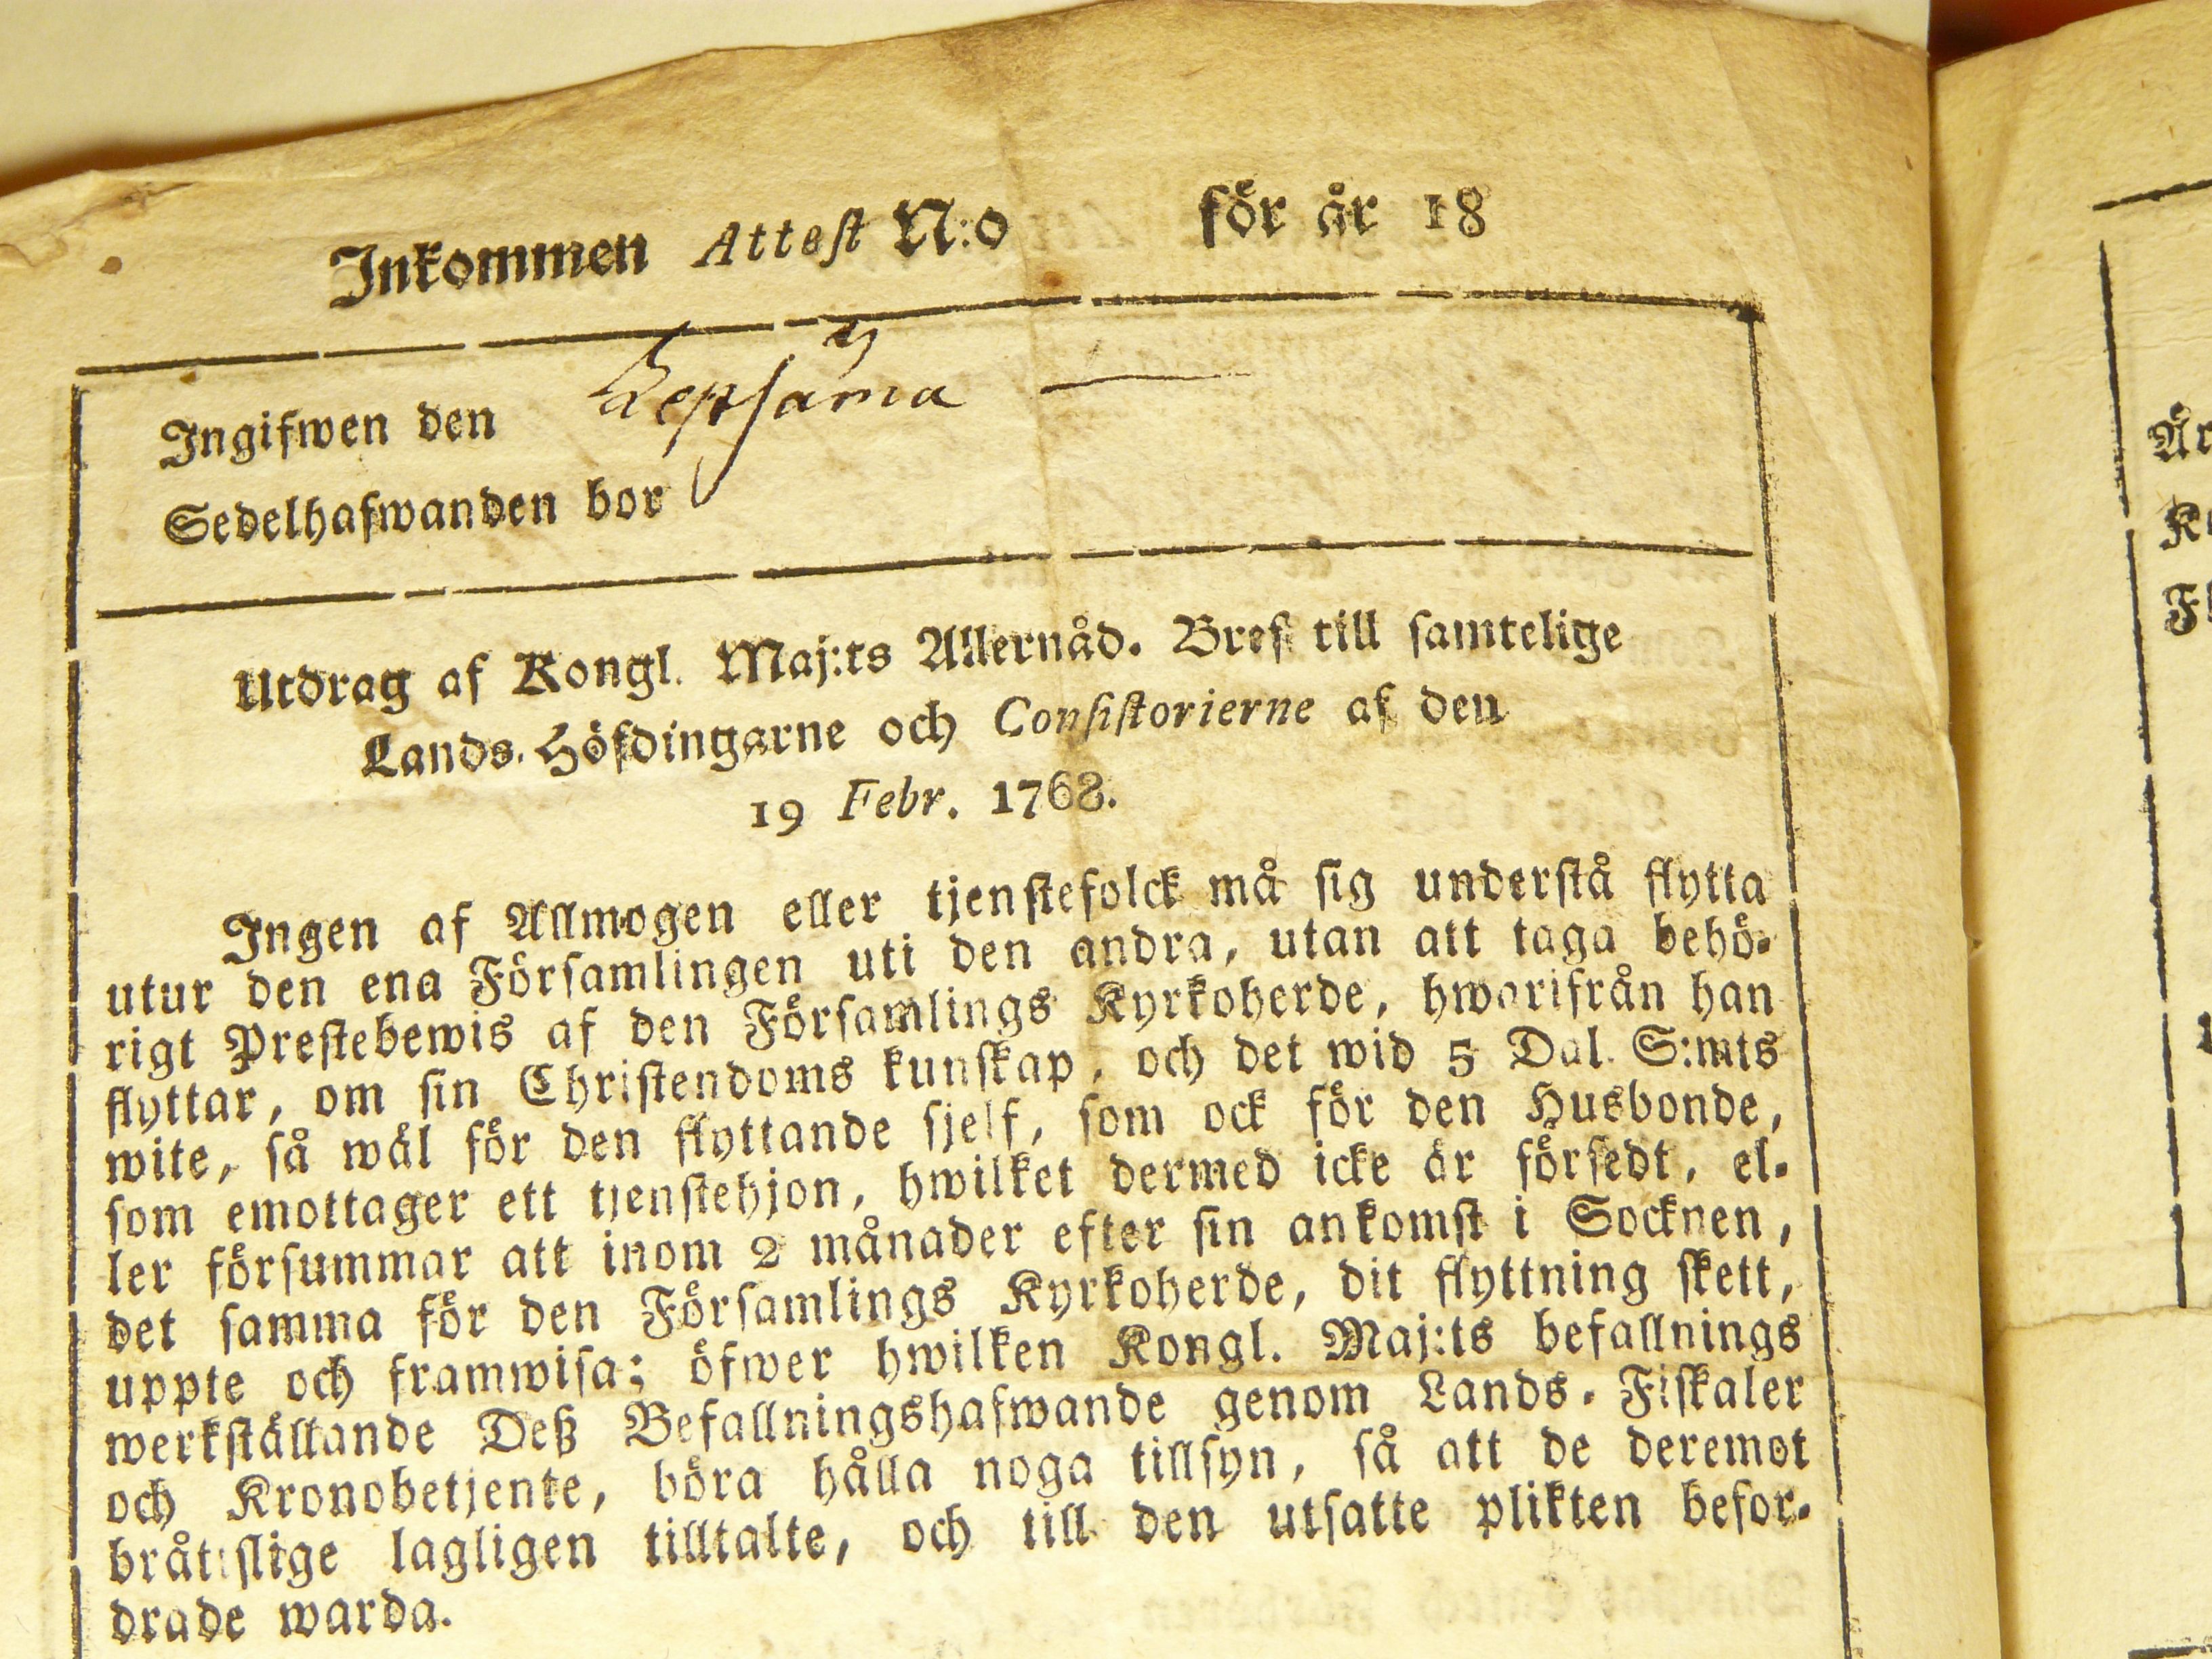 Inkommen Attest N:o för år 18
Ingifwen den Kepsämä —
Sedelhafwanden bor
Utdrag af Kongl. Maj:ts Allernåd. Bref till samtelige
Lands-Höfdingarne och Consistorierne af den
19 Febr. 1768.
Ingen af Allmogen eller tjenstefolck må sig understå flytta
utur den ena Församlingen uti den andra, utan att taga behö-
rigt Prestebewis af den Församlings Kyrkoherde, hwarifrån han
flyttar, om sin Christendoms kunskap, och det wid 5 Dal. S:mts
wite, så wäl för den flyttande sjelf, som ock för den Husbonde,
som emottager ett tjenstehjon, hwilket dermed icke är försedt, el-
ler försummar att inom 2 månader efter sin ankomst i Socknen,
det samma för den Församlings Kyrkoherde, dit flyttning skett,
uppte och framwisa; öfwer hwilken Kongl. Maj:ts befallnings
werkställande Deß Befallningshafwande genom Lands-Fiskaler
och Kronobetjente, böra hålla noga tillsyn, så att de deremot
bråtslige lagligen tilltalte, och till den utsatte plikten befor-
drade warda.
Är